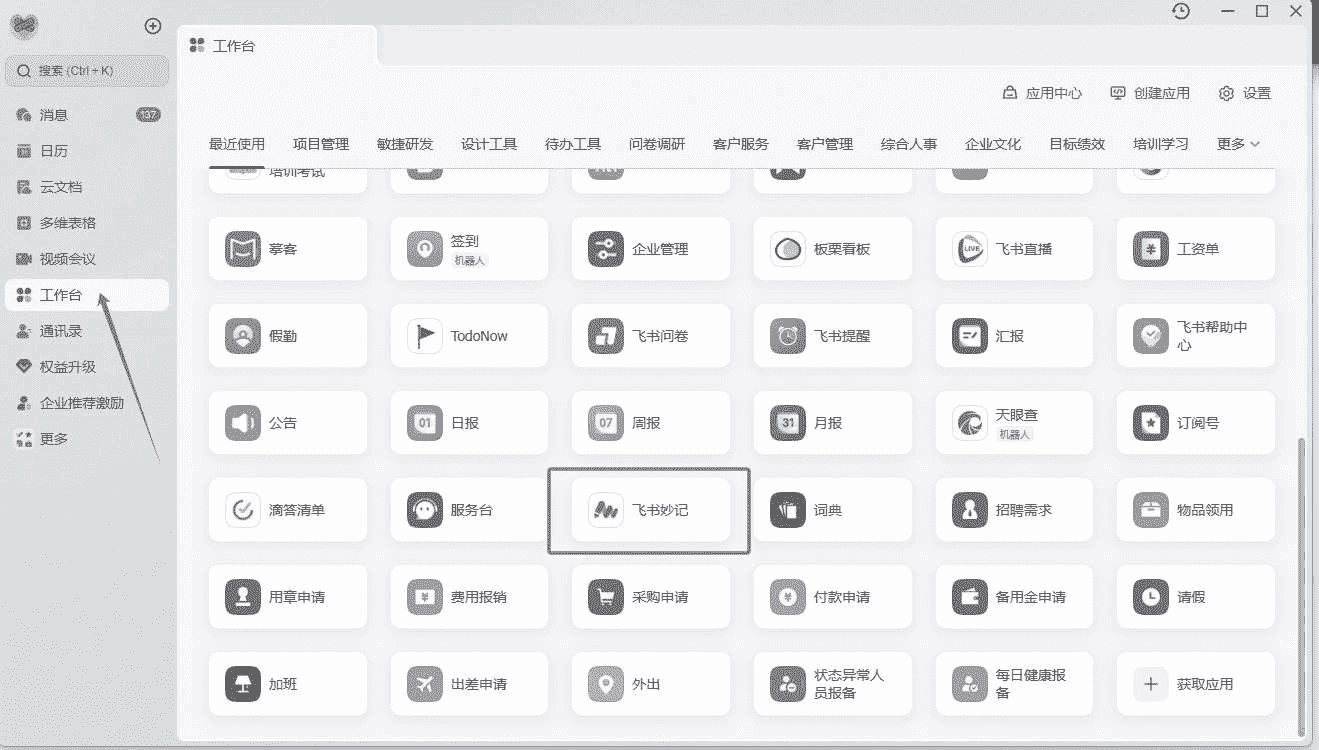 搜索 (Ctrl + K)
消息
137
日历
云文档
多维表格
视频会议
工作台
通讯录
权益升级
企业推荐激励
更多
工作台
应用中心
创建应用
设置
最近使用
项目管理
敏捷研发
设计工具
待办工具
问卷调研
客户服务
客户管理
综合人事
企业文化
目标绩效
培训学习
更多
培训考试
摹客
签到
机器人
企业管理
板栗看板
LIVE
飞书直播
工资单
假勤
TodoNow
飞书问卷
飞书提醒
汇报
飞书帮助中
心
公告
01
日报
07
周报
31
月报
天眼查
机器人
订阅号
滴答清单
服务台
飞书妙记
词典
招聘需求
物品领用
用章申请
费用报销
采购申请
付款申请
备用金申请
请假
加班
出差申请
外出
状态异常人
员报备
每日健康报
备
获取应用